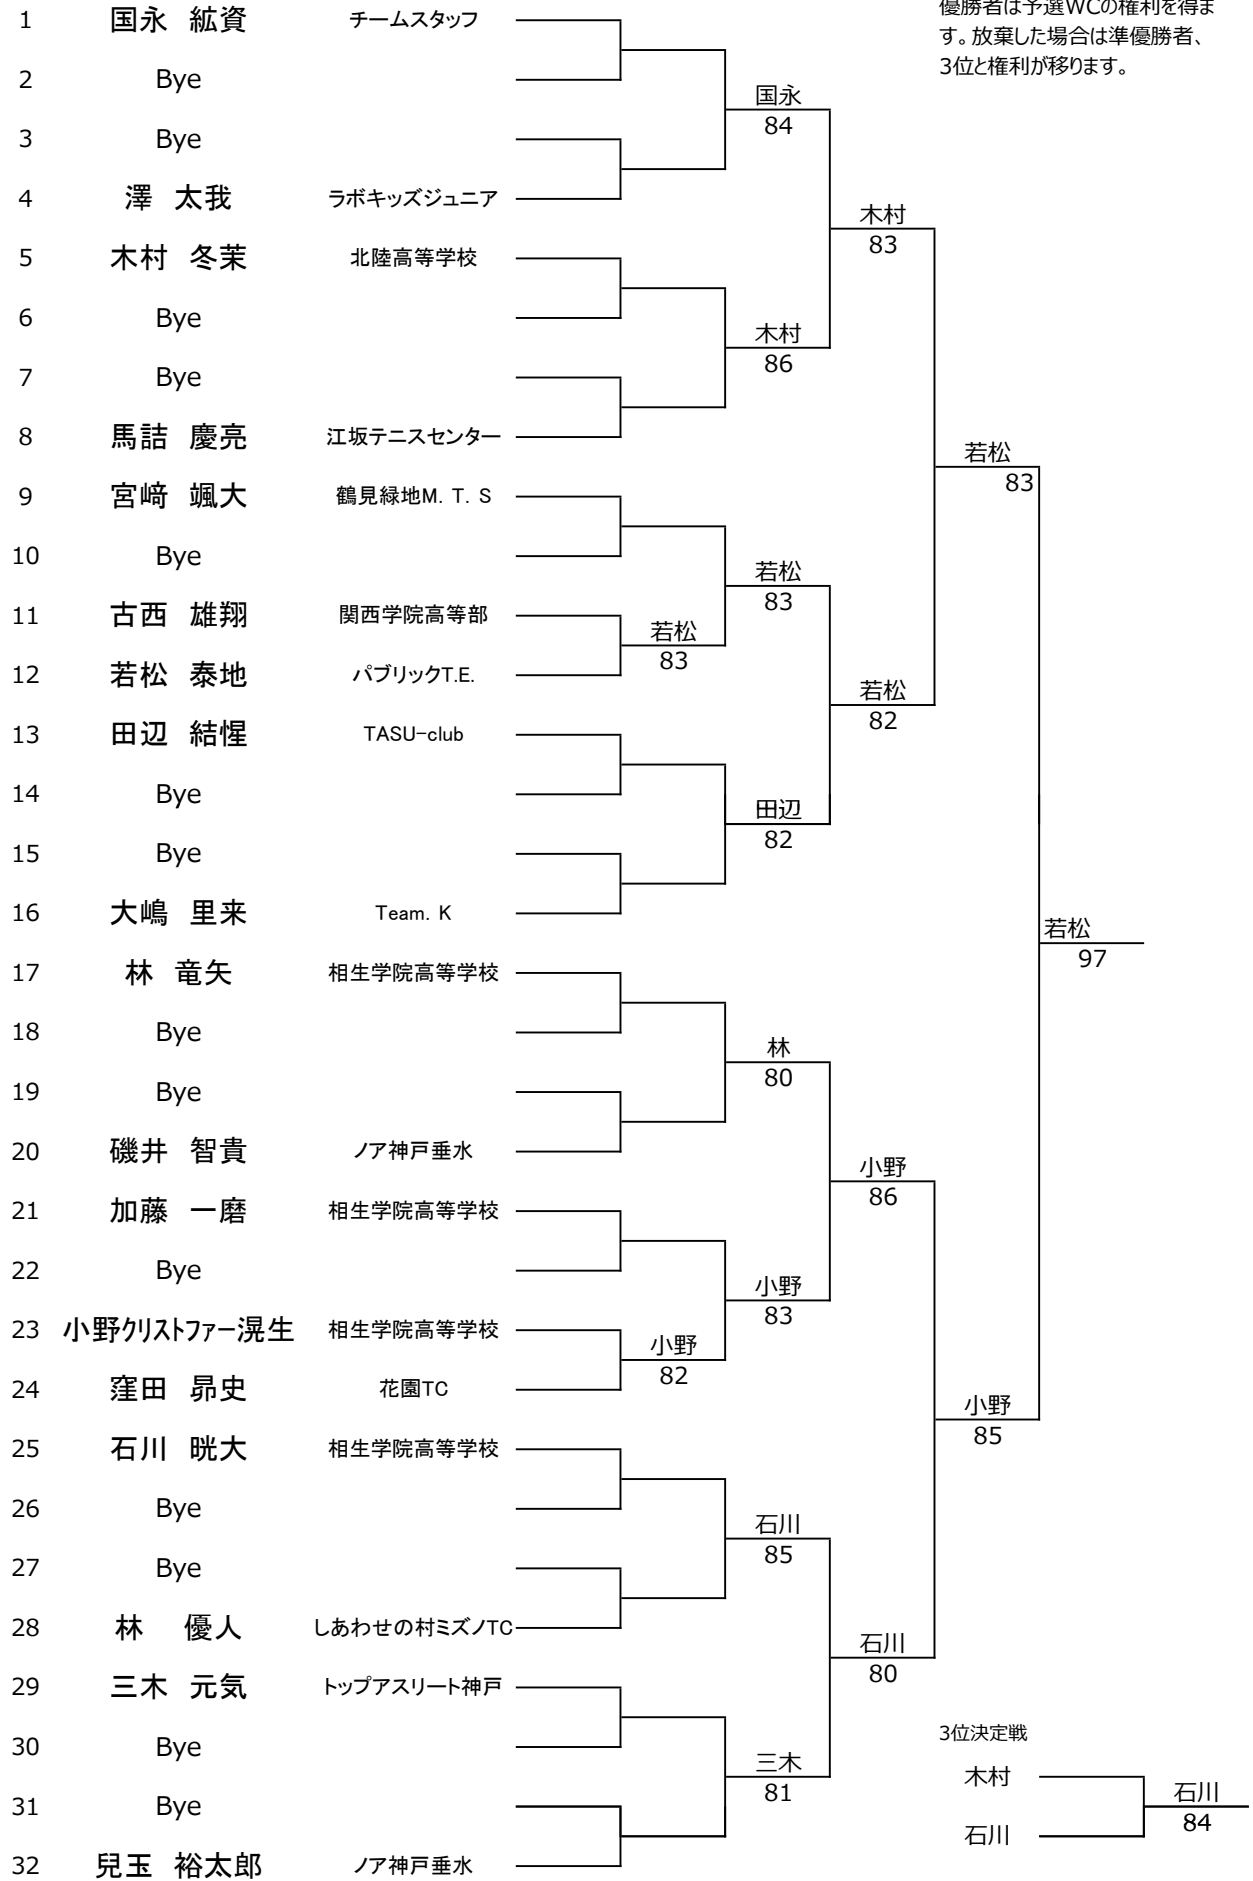 優勝者は予選WCの権利を得ま
す。放棄した場合は準優勝者、
3位と権利が移ります。
1 国永 紘資 チームスタッフ
2 Bye
国永
84
3 Bye
4 澤 太我 ラボキッズジュニア
木村
83
5 木村 冬茉 北陸高等学校
6 Bye
木村
86
7 Bye
8 馬詰 慶亮 江坂テニスセンター
若松
83
9 宮﨑 颯大 鶴見緑地M．T．S
10 Bye
若松
83
11 古西 雄翔 関西学院高等部
若松
83
12 若松 泰地 パブリックT.E.
若松
82
13 田辺 結惺 TASU-club
14 Bye
田辺
82
15 Bye
16 大嶋 里来 Team．K
若松
97
17 林 竜矢 相生学院高等学校
18 Bye
林
80
19 Bye
20 磯井 智貴 ノア神戸垂水
小野
86
21 加藤 一磨 相生学院高等学校
22 Bye
小野
83
23 小野クリストファー滉生 相生学院高等学校
小野
82
24 窪田 昴史 花園TC
小野
85
25 石川 晄大 相生学院高等学校
26 Bye
石川
85
27 Bye
28 林 優人 しあわせの村ミズノTC
石川
80
29 三木 元気 トップアスリート神戸
30 Bye
三木
81
31 Bye
32 兒玉 裕太郎 ノア神戸垂水
3位決定戦
木村
石川
84
石川